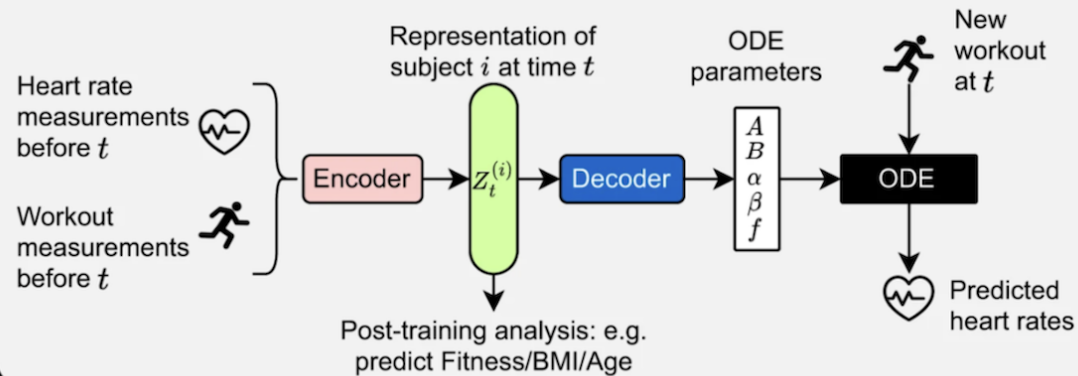 Heart rate
measurements
before t
Workout
measurements
before t
Encoder
Representation of
subject i at time t
Z_t^{(i)}
Post-training analysis: e.g.
predict Fitness/BMI/Age
Decoder
ODE
parameters
A
B
α
β
f
New
workout
at t
ODE
Predicted
heart rates